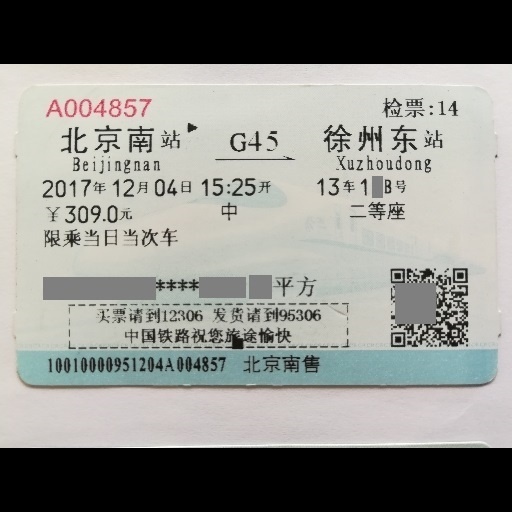 A004857 检票:14
北京南站 G45 徐州东站
Beijingnan Xuzhoudong
2017年12月04日15:25开 13车1 B号
￥309.0元 中 二等座
限乘当日当次车
**** 平方
买票请到12306 发货请到95306
中国铁路祝您旅途愉快
10010000951204A004857 北京南售